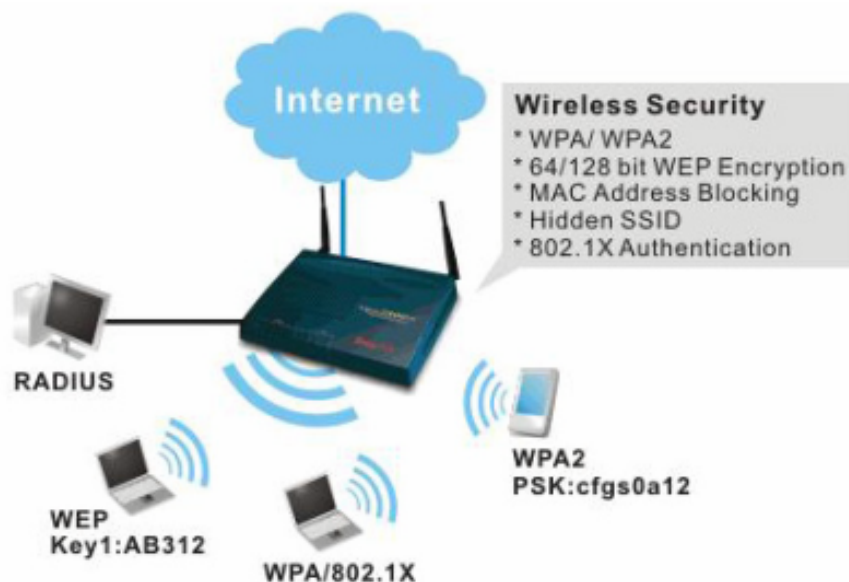 Internet
Wireless Security
* WPA/ WPA2
* 64/128 bit WEP Encryption
* MAC Address Blocking
* Hidden SSID
* 802.1X Authentication
RADIUS
WEP
Key1:AB312
WPA/802.1X
WPA2
PSK:cfgs0a12